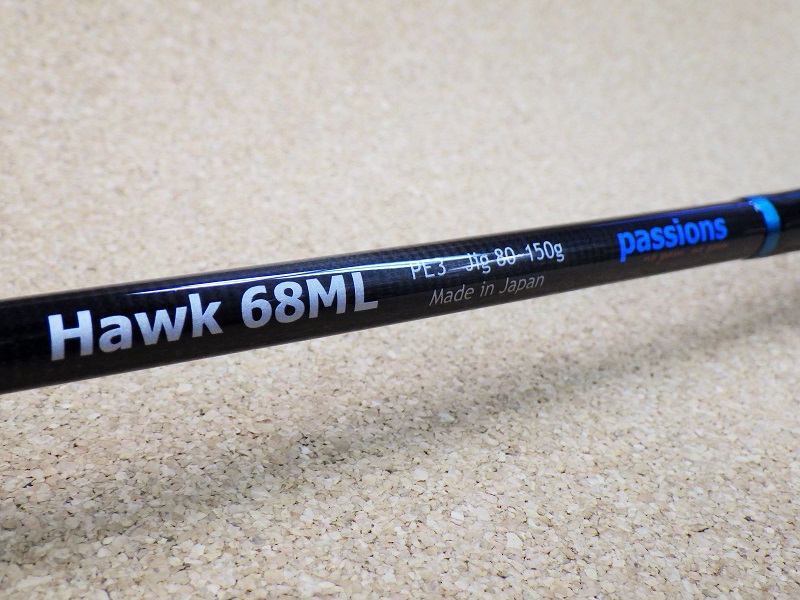 Hawk 68ML
PE3 Jig 80 150g
Made in Japan
passions